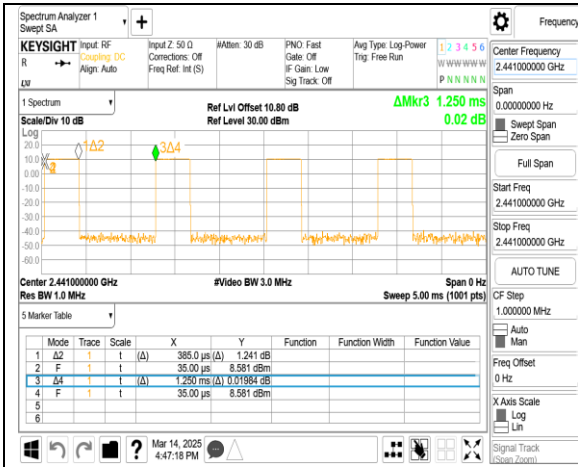 Spectrum Analyzer 1
Swept SA
Frequency
KEYSIGHT
R
Input: RF
Coupling: DC
Align: Auto
Input Z: 50 Ω
Corrections: Off
Freq Ref: Int (S)
#Atten: 30 dB
PNO: Fast
Gate: Off
IF Gain: Low
Sig Track: Off
Avg Type: Log-Power
Trig: Free Run
1 2 3 4 5 6
W W W W W W
P N N N N N
1 Spectrum
Scale/Div 10 dB
Ref Lvl Offset 10.80 dB
Ref Level 30.00 dBm
ΔMkr3 1.250 ms
0.02 dB
Log
20.0
10.0
0.00
-10.0
-20.0
-30.0
-40.0
-50.0
-60.0
1Δ2
3Δ4
Center 2.441000000 GHz
Res BW 1.0 MHz
#Video BW 3.0 MHz
Span 0 Hz
Sweep 5.00 ms (1001 pts)
5 Marker Table
Mode Trace Scale X Y Function Function Width Function Value
1 Δ2 1 t (Δ) 385.0 μs (Δ) 1.241 dB
2 F 1 t 35.00 μs 8.581 dBm
3 Δ4 1 t (Δ) 1.250 ms (Δ) 0.01984 dB
4 F 1 t 35.00 μs 8.581 dBm
5
6
Mar 14, 2025
4:47:18 PM
Center Frequency
2.441000000 GHz
Span
0.00000000 Hz
Swept Span
Zero Span
Full Span
Start Freq
2.441000000 GHz
Stop Freq
2.441000000 GHz
AUTO TUNE
CF Step
1.000000 MHz
Auto
Man
Freq Offset
0 Hz
X Axis Scale
Log
Lin
Signal Track
(Span Zoom)